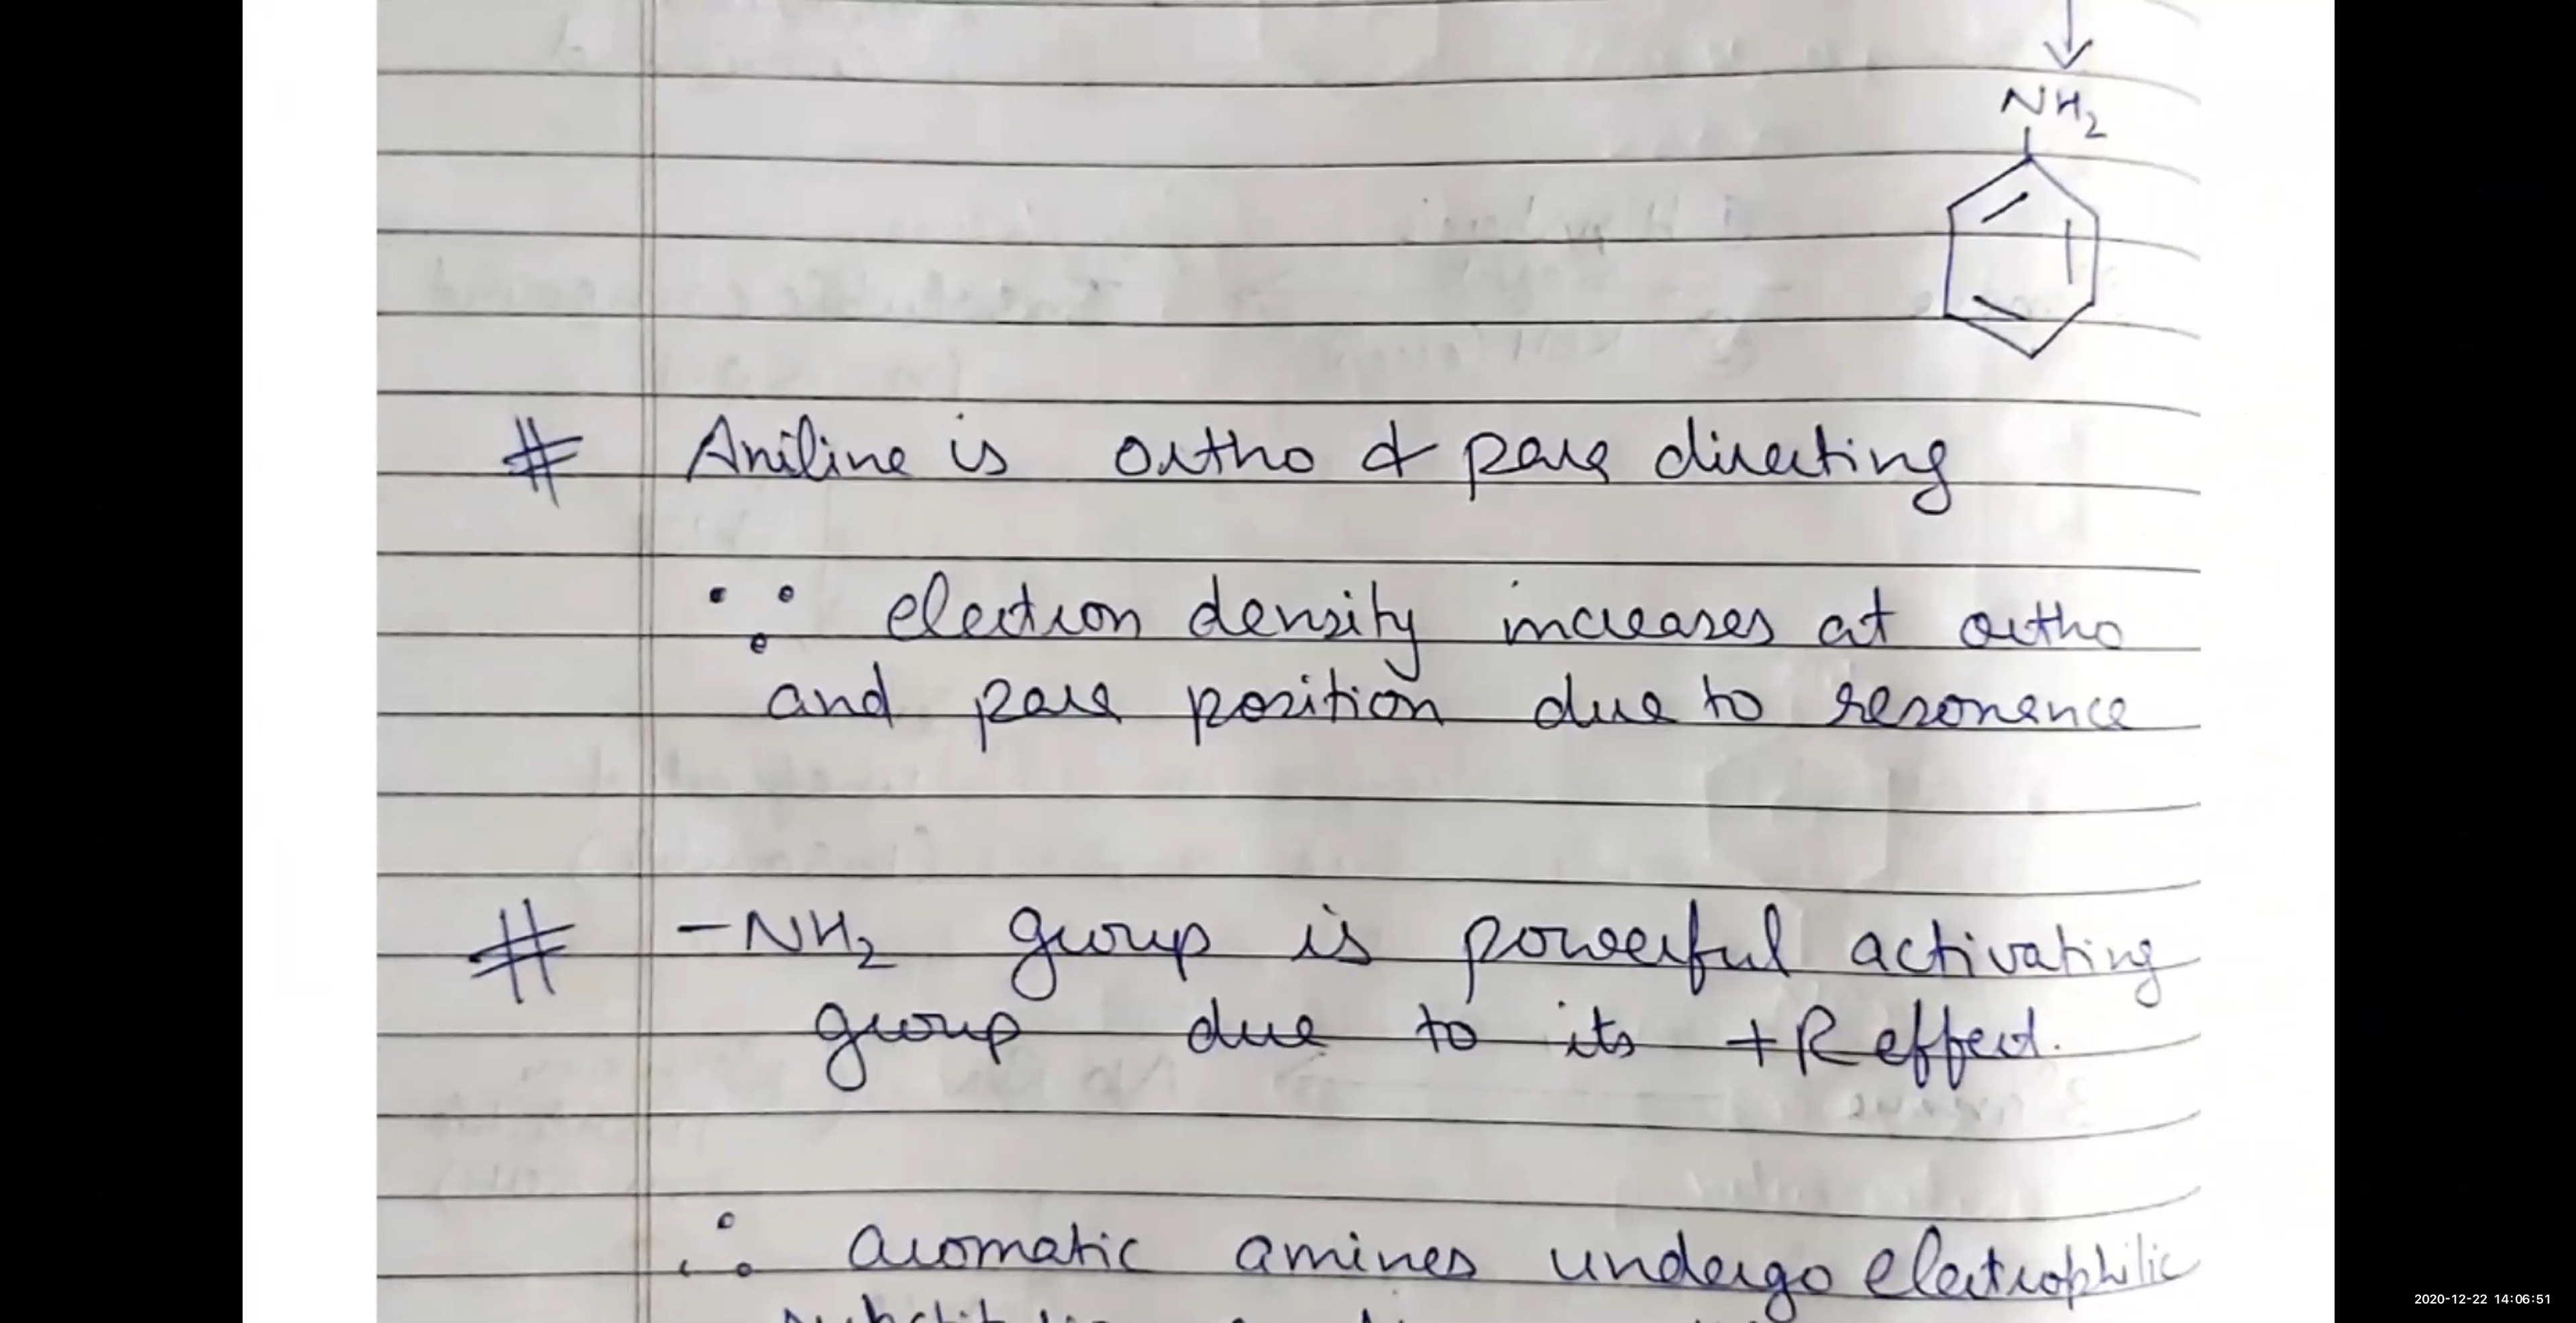 NH2
# Aniline is ortho & para directing
∵ electron density increases at ortho
and para position due to resonence
# -NH2 group is powerful activating
group due to its +R effect.
∴ aromatic amines undergo electrophilic
2020-12-22 14:06:51